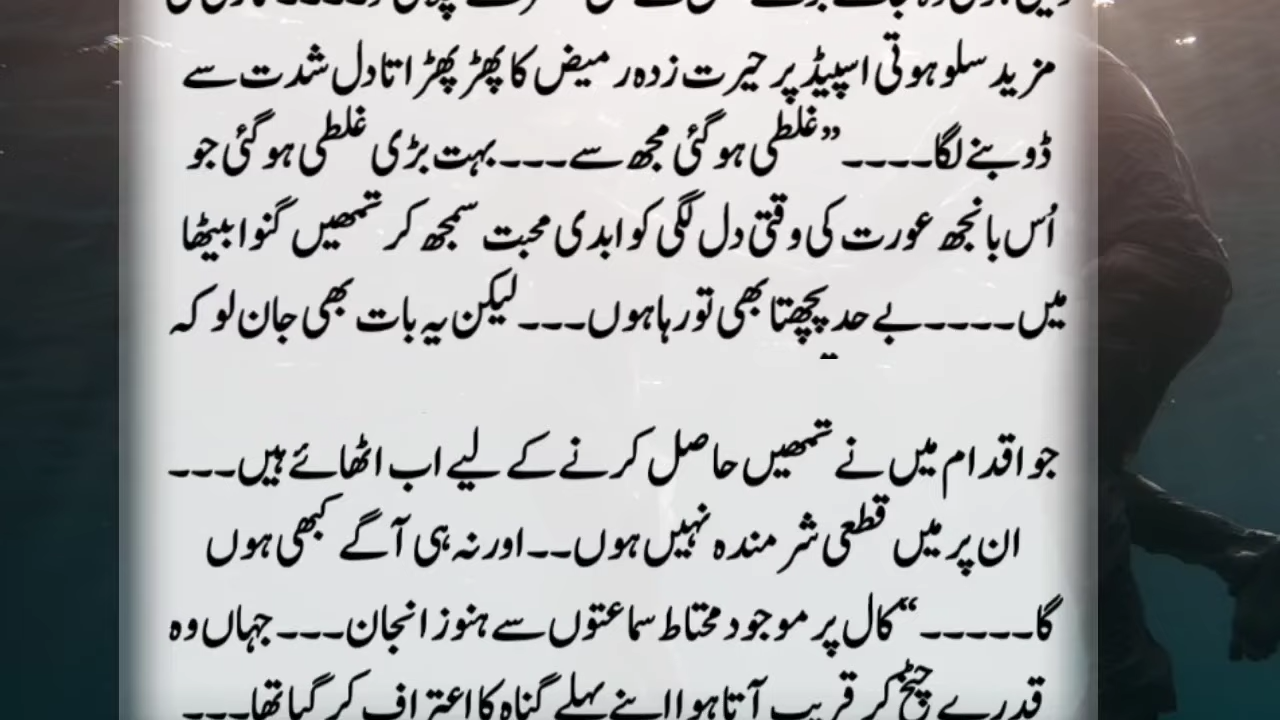 مزید سلو ہوتی اسپیڈ پر حیرت زدہ رمیض کا پھڑپھڑاتا دل شدت سے
ڈوبنے لگا۔۔۔۔ ”غلطی ہو گئی مجھ سے۔۔۔ بہت بڑی غلطی ہو گئی جو
اُس بانجھ عورت کی وقتی دل لگی کو ابدی محبت سمجھ کر تمھیں گنوا بیٹھا
میں۔۔۔۔ بے حد پچھتا بھی تو رہا ہوں۔۔۔ لیکن یہ بات بھی جان لو کہ
جو اقدام میں نے تمھیں حاصل کرنے کے لیے اب اٹھائے ہیں۔۔۔
ان پر میں قطعی شرمندہ نہیں ہوں۔۔ اور نہ ہی آگے کبھی ہوں
گا۔۔۔۔۔“ کال پر موجود محتاط سماعتوں سے ہنوز انجان۔۔۔ جہاں وہ
قدرے چیخ کر قریب آتا ہوا اپنے پہلے گناہ کا اعتراف کر گیا تھا۔۔۔